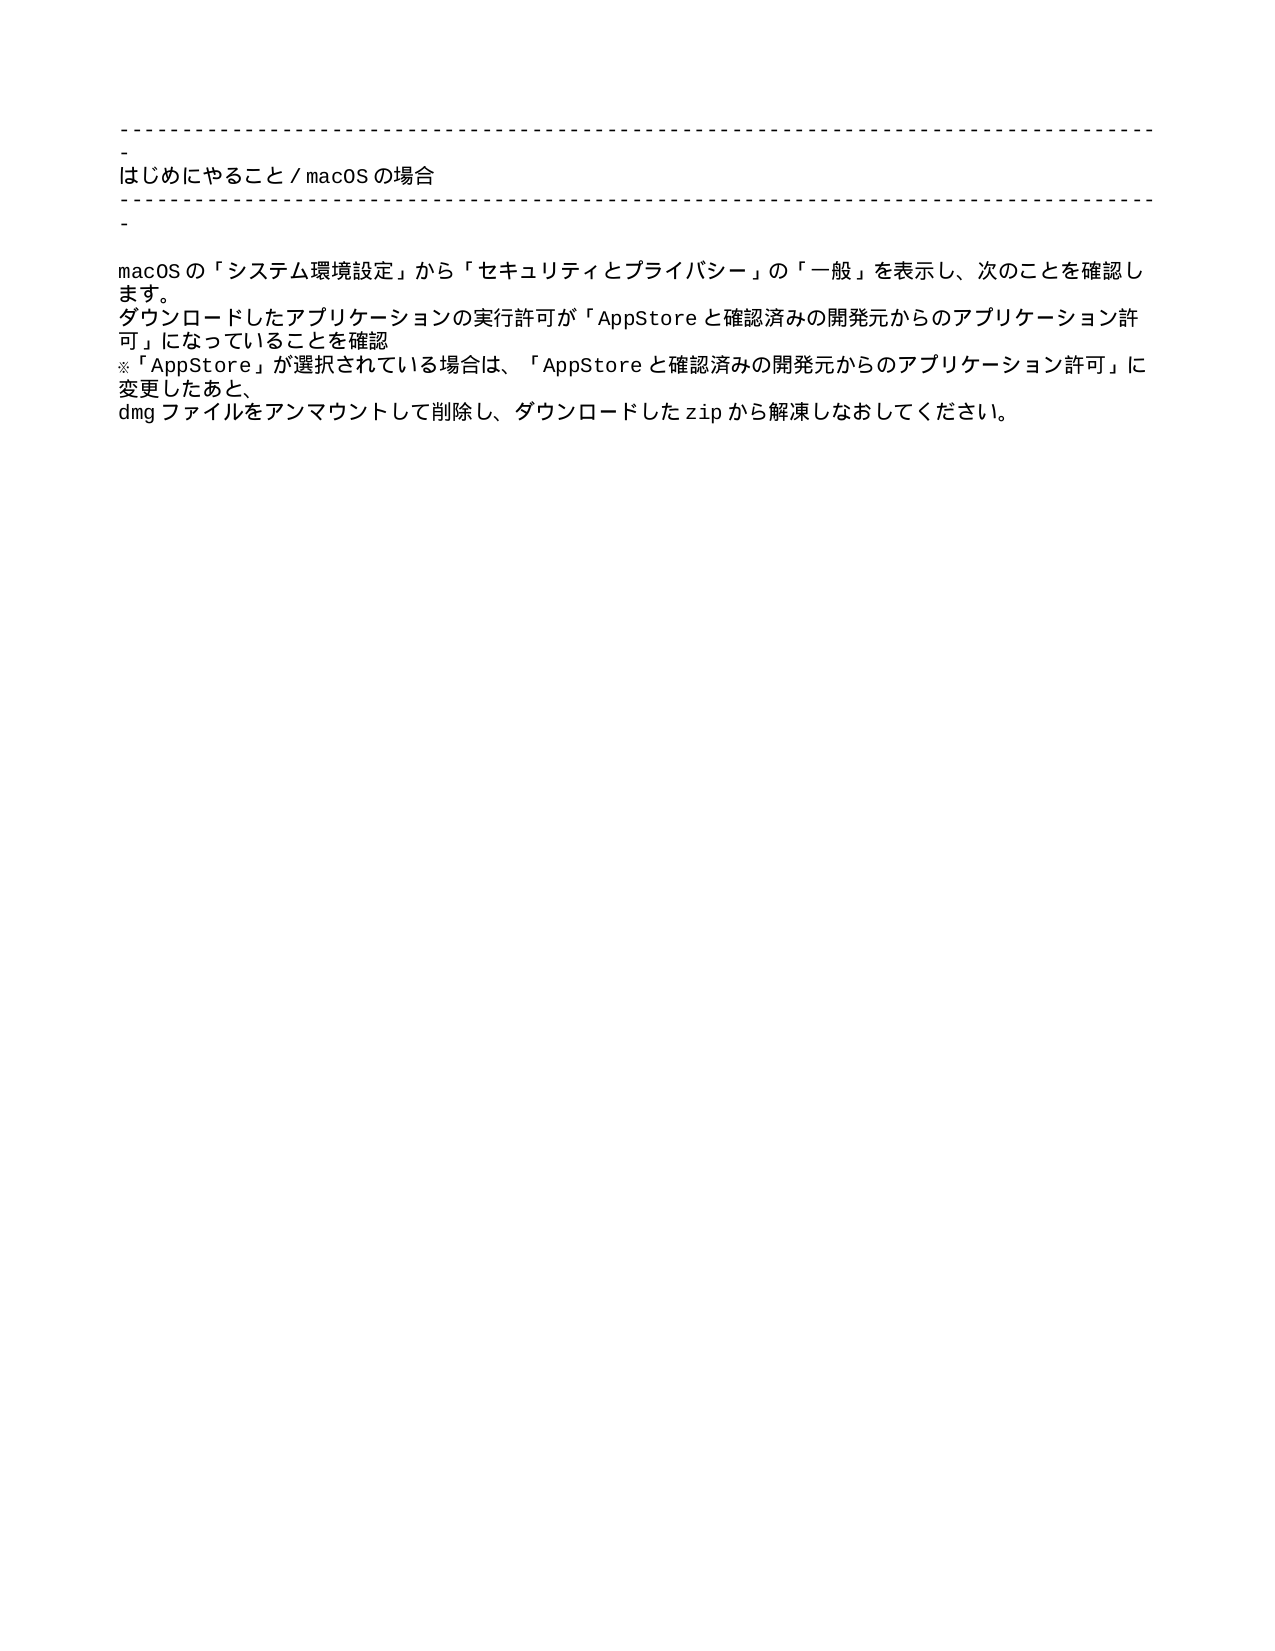 -----------------------------------------------------------------------------------
-
はじめにやること / macOS の場合
-----------------------------------------------------------------------------------
-
macOS の「システム環境設定」から「セキュリティとプライバシー」の「一般」を表示し、次のことを確認し
ます。
ダウンロードしたアプリケーションの実行許可が「AppStore と確認済みの開発元からのアプリケーション許
可」になっていることを確認
※「AppStore」が選択されている場合は、「AppStore と確認済みの開発元からのアプリケーション許可」に
変更したあと、
dmg ファイルをアンマウントして削除し、ダウンロードした zip から解凍しなおしてください。